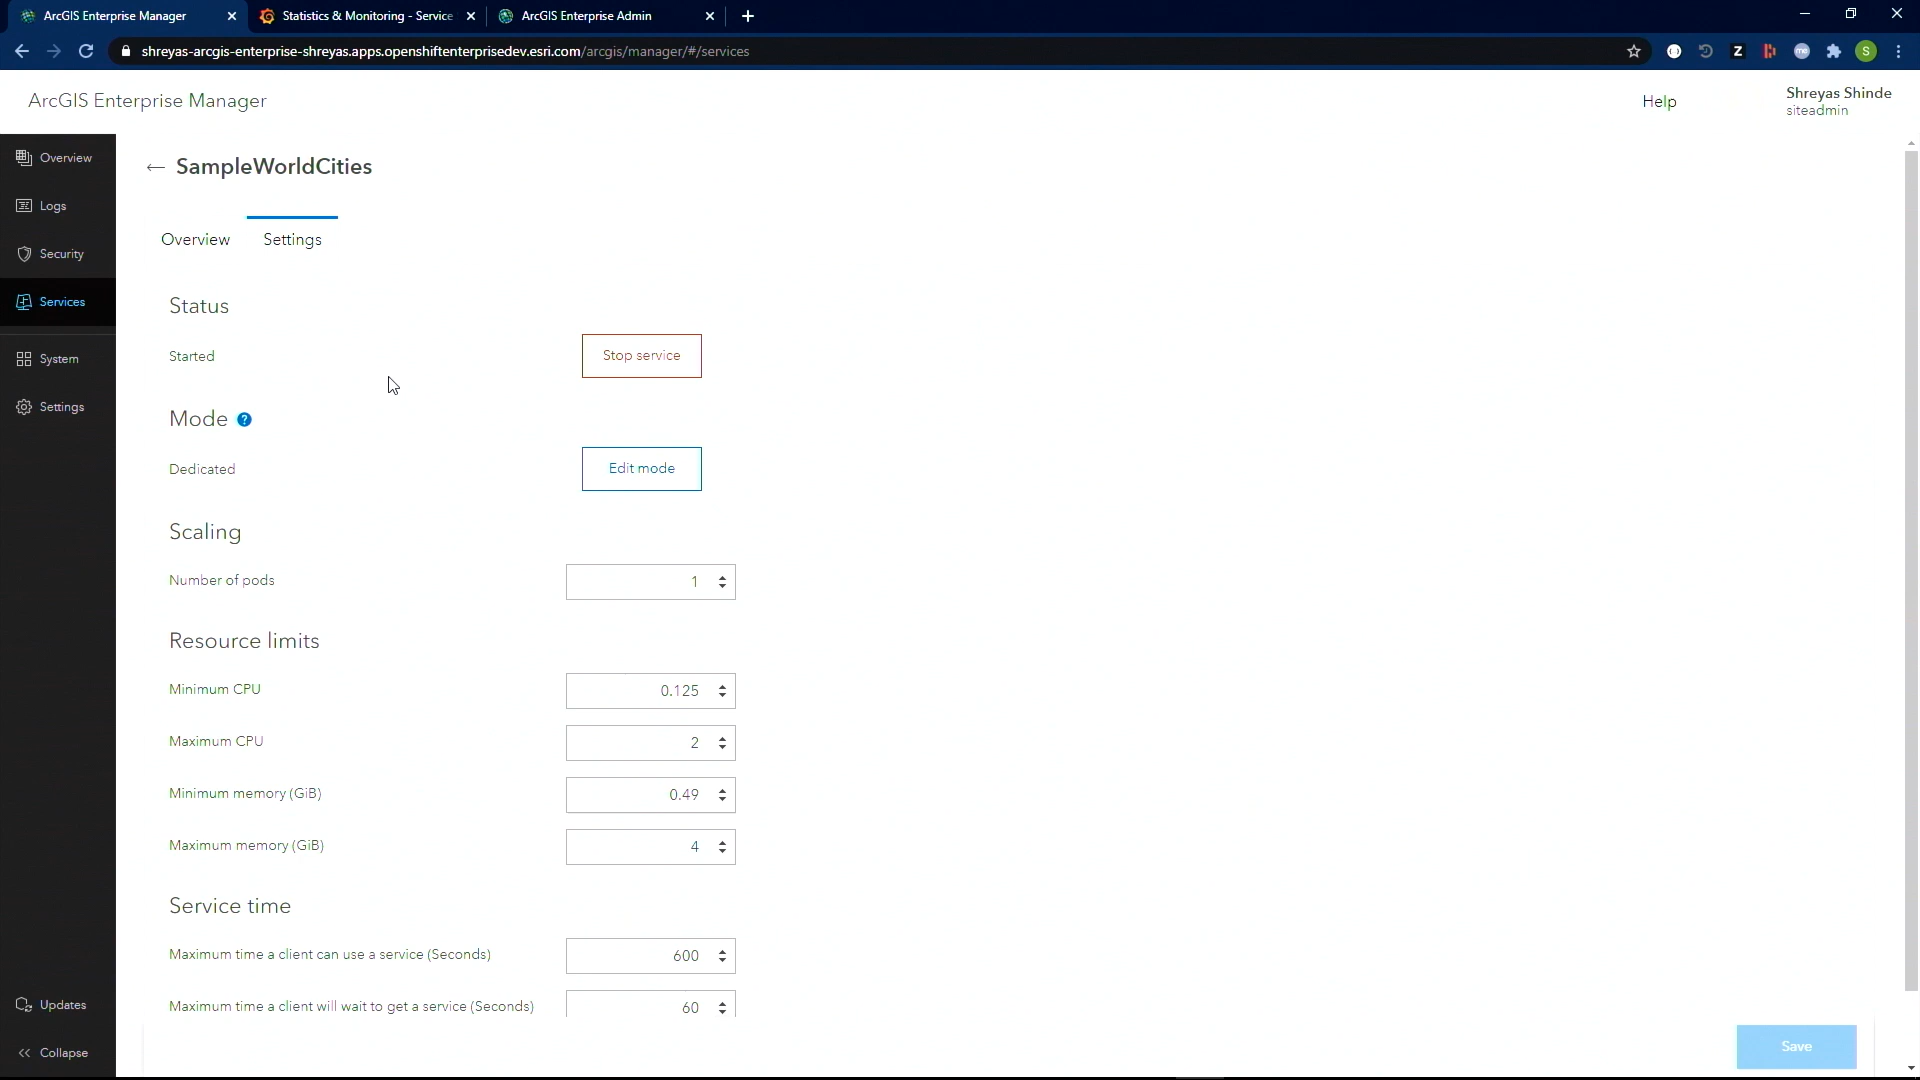 ArcGIS Enterprise Manager
Statistics & Monitoring - Service
ArcGIS Enterprise Admin
shreyas-arcgis-enterprise-shreyas.apps.openshiftenterprisedev.esri.com/arcgis/manager/#/services
Z
me
S
ArcGIS Enterprise Manager
Help
Shreyas Shinde
siteadmin
Overview
Logs
Security
Services
System
Settings
Updates
Collapse
SampleWorldCities
Overview
Settings
Status
Started
Stop service
Mode ?
Dedicated
Edit mode
Scaling
Number of pods
1
Resource limits
Minimum CPU
0.125
Maximum CPU
2
Minimum memory (GiB)
0.49
Maximum memory (GiB)
4
Service time
Maximum time a client can use a service (Seconds)
600
Maximum time a client will wait to get a service (Seconds)
60
Save